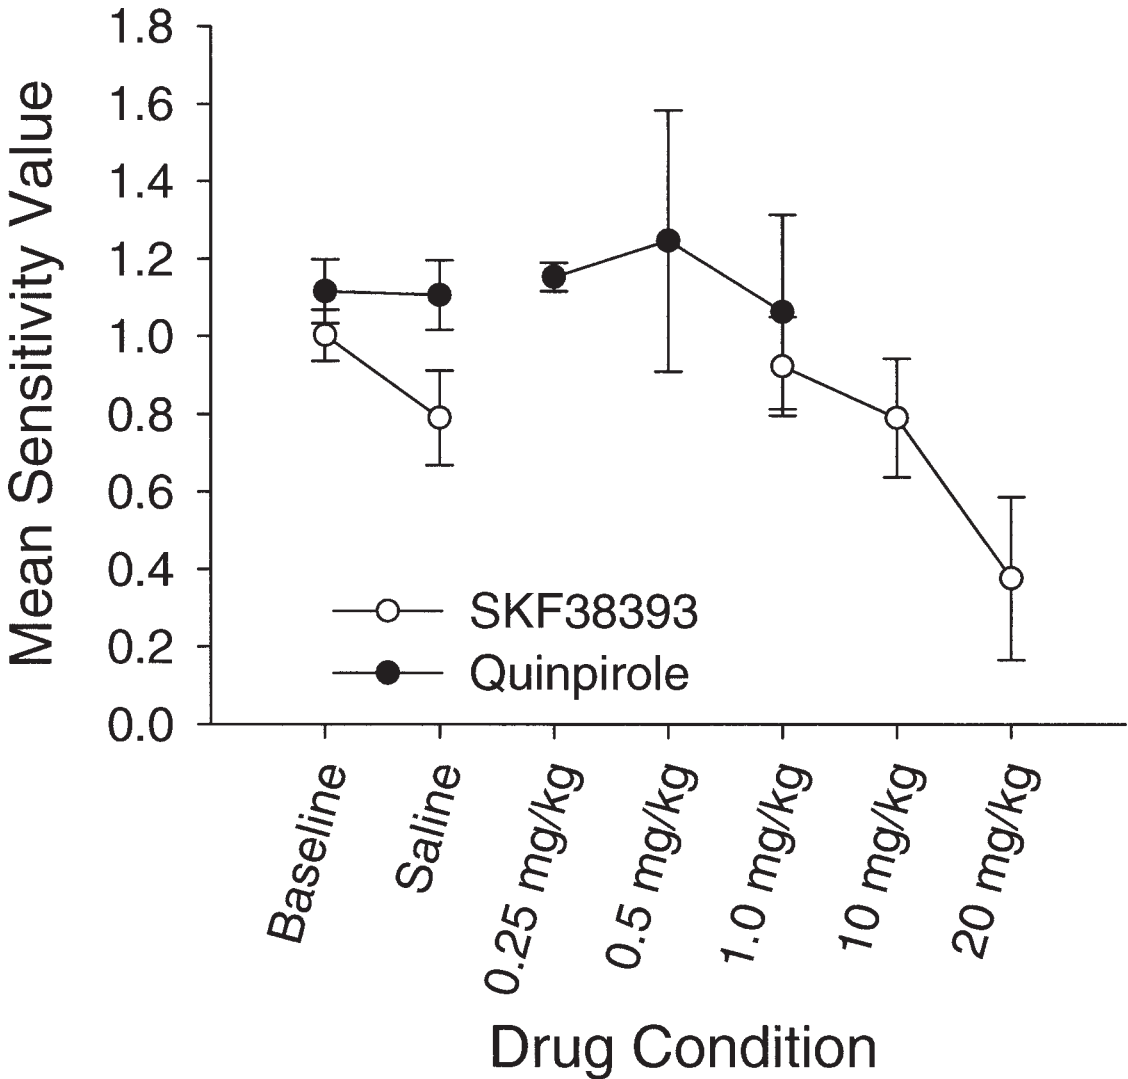 Mean Sensitivity Value
1.8
1.6
1.4
1.2
1.0
0.8
0.6
0.4
0.2
0.0
SKF38393
Quinpirole
Baseline
Saline
0.25 mg/kg
0.5 mg/kg
1.0 mg/kg
10 mg/kg
20 mg/kg
Drug Condition